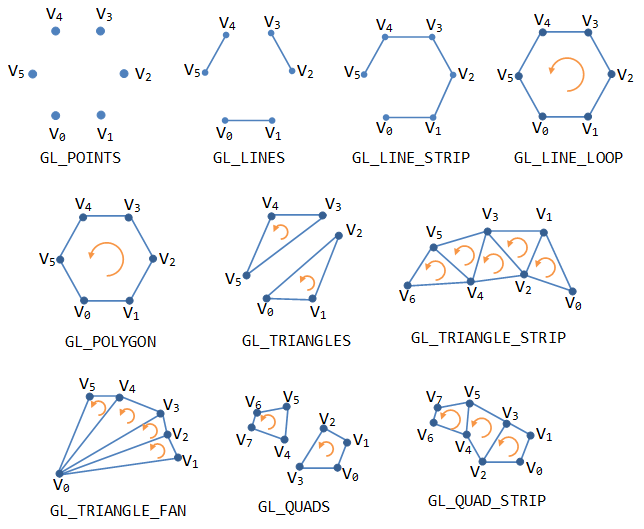 V4 V3 V4 V3 V4 V3 V4 V3
V5 V2 V5 V2 V5 V2 V5 V2
V0 V1 V0 V1 V0 V1 V0 V1
GL_POINTS GL_LINES GL_LINE_STRIP GL_LINE_LOOP
V4 V3 V4 V3 V2 V3 V1
V5 V2 V5 V5
V0 V1 V0 V1 V6 V4 V2 V0
GL_POLYGON GL_TRIANGLES GL_TRIANGLE_STRIP
V5 V4 V6 V5 V7 V5
V3 V2 V3
V2 V7 V1 V6 V4 V1
V1 V4
V0 V3 V0 V2 V0
GL_TRIANGLE_FAN GL_QUADS GL_QUAD_STRIP